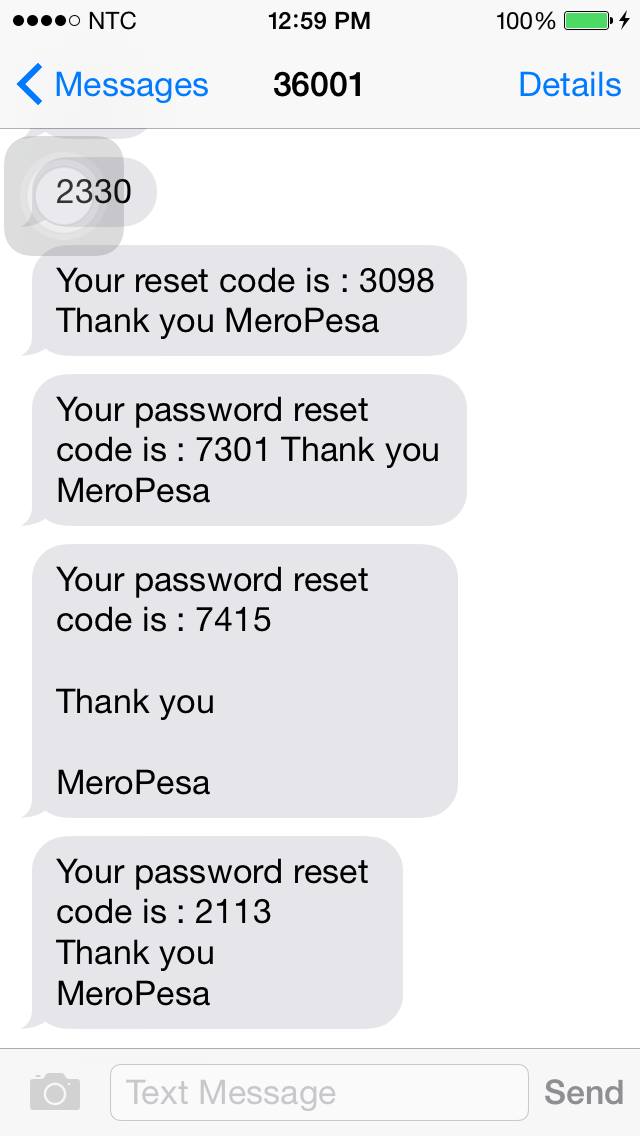 NTC 12:59 PM 100%
Messages 36001 Details
2330
Your reset code is : 3098
Thank you MeroPesa
Your password reset
code is : 7301 Thank you
MeroPesa
Your password reset
code is : 7415
Thank you
MeroPesa
Your password reset
code is : 2113
Thank you
MeroPesa
Text Message Send